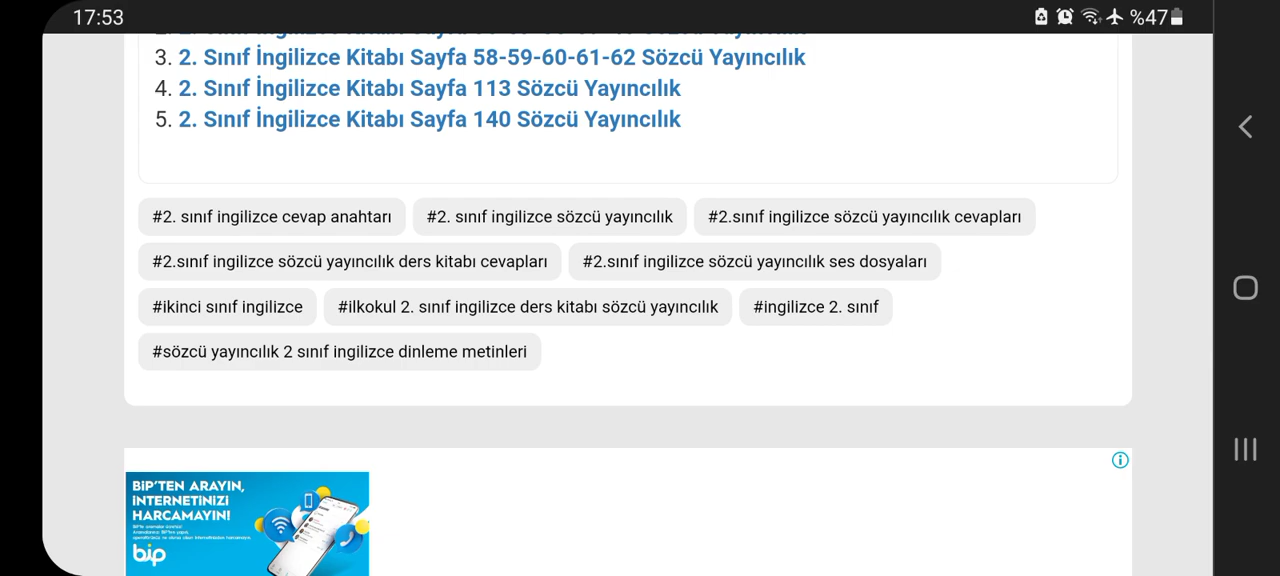 17:53
%47
3. 2. Sınıf İngilizce Kitabı Sayfa 58-59-60-61-62 Sözcü Yayıncılık
4. 2. Sınıf İngilizce Kitabı Sayfa 113 Sözcü Yayıncılık
5. 2. Sınıf İngilizce Kitabı Sayfa 140 Sözcü Yayıncılık
#2. sınıf ingilizce cevap anahtarı #2. sınıf ingilizce sözcü yayıncılık #2.sınıf ingilizce sözcü yayıncılık cevapları
#2.sınıf ingilizce sözcü yayıncılık ders kitabı cevapları #2.sınıf ingilizce sözcü yayıncılık ses dosyaları
#ikinci sınıf ingilizce #ilkokul 2. sınıf ingilizce ders kitabı sözcü yayıncılık #ingilizce 2. sınıf
#sözcü yayıncılık 2 sınıf ingilizce dinleme metinleri
BiP'TEN ARAYIN,
İNTERNETİNİZİ
HARCAMAYIN!
bip